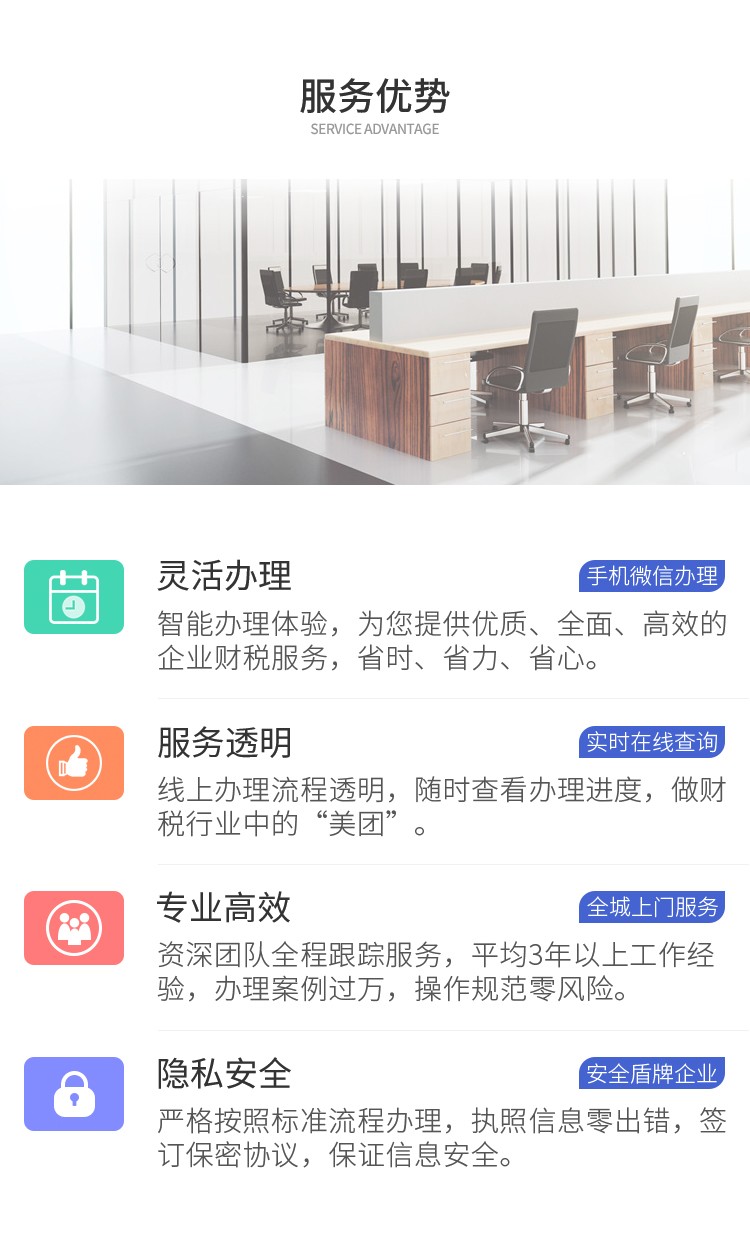 服务优势
SERVICE ADVANTAGE
灵活办理
手机微信办理
智能办理体验，为您提供优质、全面、高效的
企业财税服务，省时、省力、省心。
服务透明
实时在线查询
线上办理流程透明，随时查看办理进度，做财
税行业中的“美团”。
专业高效
全城上门服务
资深团队全程跟踪服务，平均3年以上工作经
验，办理案例过万，操作规范零风险。
隐私安全
安全盾牌企业
严格按照标准流程办理，执照信息零出错，签
订保密协议，保证信息安全。